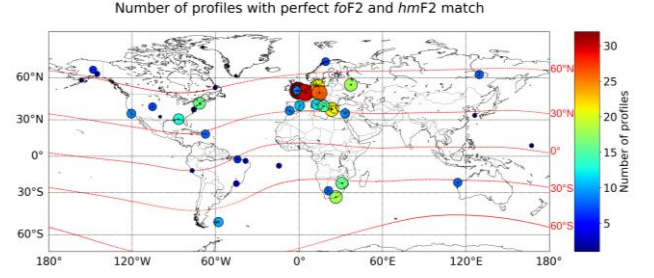 Number of profiles with perfect foF2 and hmF2 match
60°N
30°N
0°
30°S
60°S
180°W
120°W
60°W
0°
60°E
120°E
180°E
60°N
30°N
0°
30°S
60°S
30
25
20
15
10
5
Number of profiles